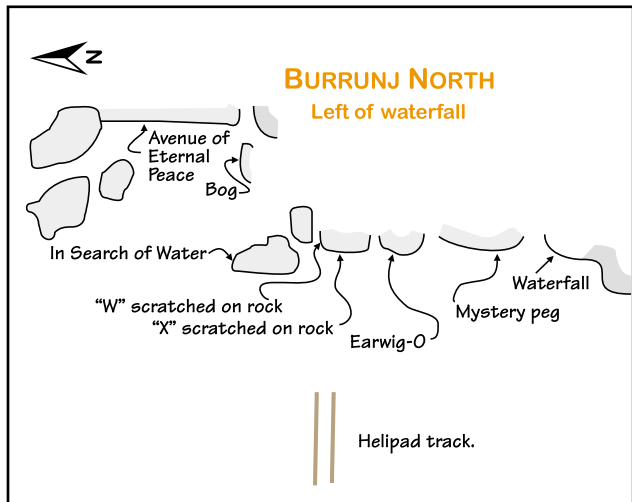 N
BURRUNJ NORTH
Left of waterfall
Avenue of
Eternal
Peace
Bog
In Search of Water
Waterfall
"W" scratched on rock
Mystery peg
"X" scratched on rock
Earwig-O
Helipad track.